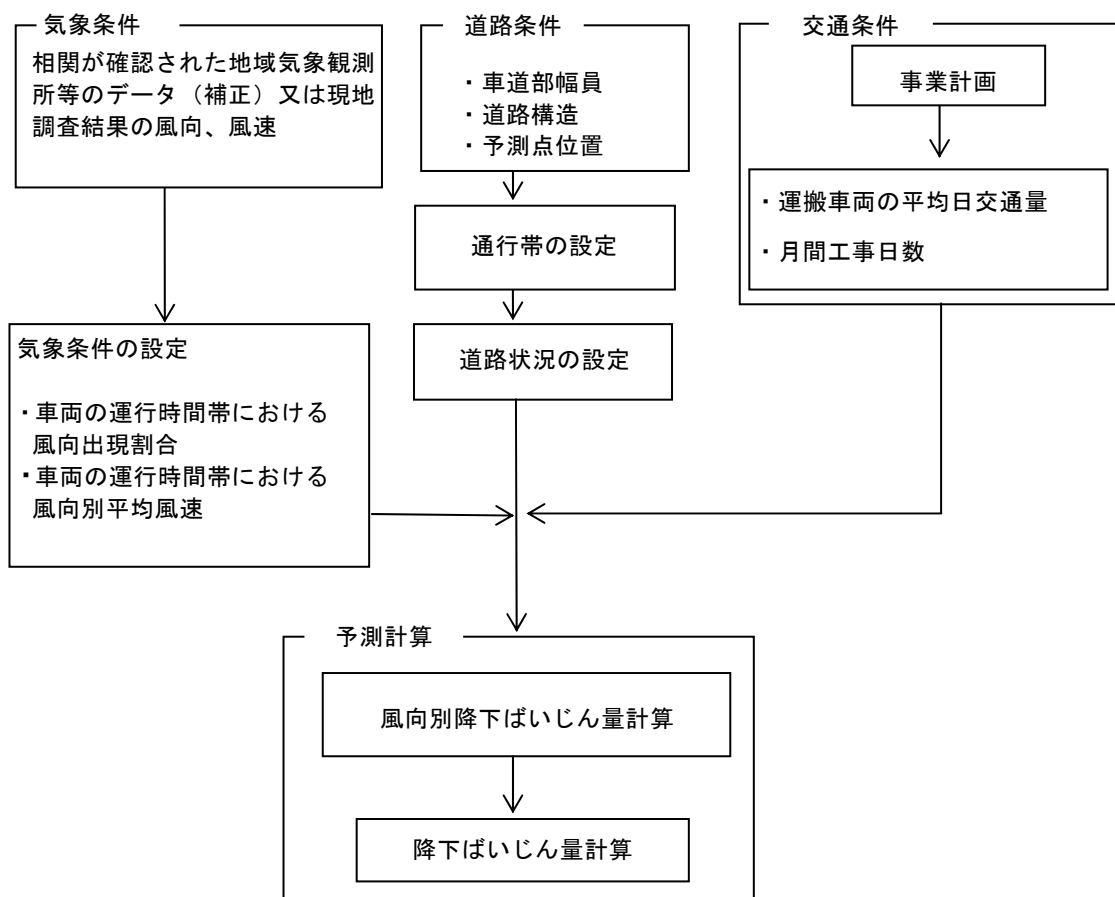 気象条件
相関が確認された地域気象観測
所等のデータ（補正）又は現地
調査結果の風向、風速
道路条件
・車道部幅員
・道路構造
・予測点位置
交通条件
事業計画
・運搬車両の平均日交通量
・月間工事日数
通行帯の設定
道路状況の設定
気象条件の設定
・車両の運行時間帯における
風向出現割合
・車両の運行時間帯における
風向別平均風速
予測計算
風向別降下ばいじん量計算
降下ばいじん量計算